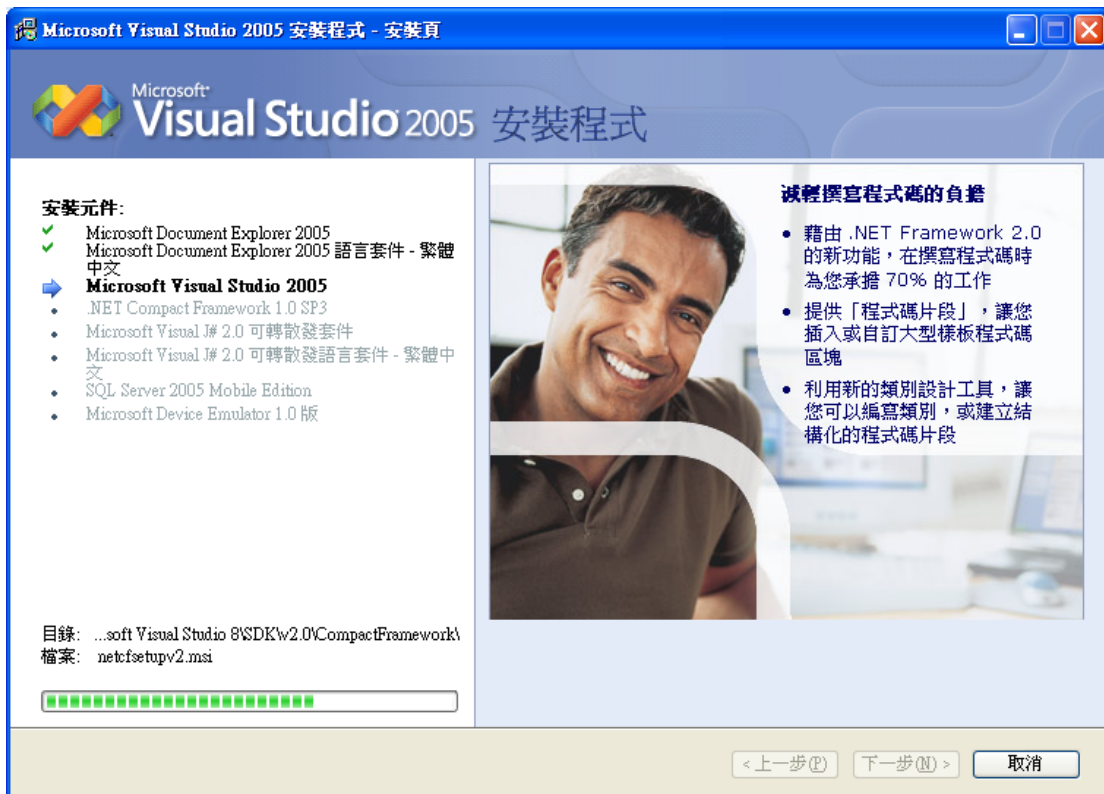 Microsoft Visual Studio 2005 安裝程式 - 安裝頁
Microsoft
Visual Studio 2005 安裝程式
安裝元件:
Microsoft Document Explorer 2005
Microsoft Document Explorer 2005 語言套件 - 繁體
中文
Microsoft Visual Studio 2005
.NET Compact Framework 1.0 SP3
Microsoft Visual J# 2.0 可轉散發套件
Microsoft Visual J# 2.0 可轉散發語言套件 - 繁體中
文
SQL Server 2005 Mobile Edition
Microsoft Device Emulator 1.0 版
目錄: ...soft Visual Studio 8\SDK\v2.0\CompactFramework\
檔案: netcfsetupv2.msi
減輕撰寫程式碼的負擔
• 藉由 .NET Framework 2.0
的新功能，在撰寫程式碼時
為您承擔 70% 的工作
• 提供「程式碼片段」，讓您
插入或自訂大型樣板程式碼
區塊
• 利用新的類別設計工具，讓
您可以編寫類別，或建立結
構化的程式碼片段
<上一步(P)
下一步(N)>
取消